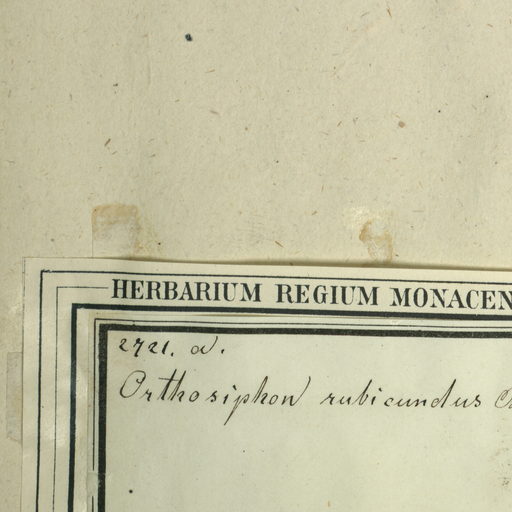 HERBARIUM REGIUM MONACEN
2721. a.
Orthosiphon rubicundus